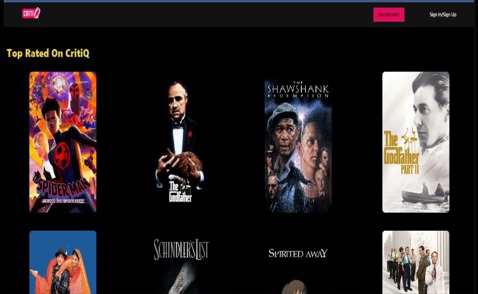 CRITiQ
Sign In/Sign Up
Top Rated On CritiQ
SPIDER-MAN
ACROSS THE SPIDER-VERSE
The
Godfather
THE
SHAWSHANK
REDEMPTION
The
Godfather
PART II
SCHINDLER'S LIST
SPIRITED AWAY